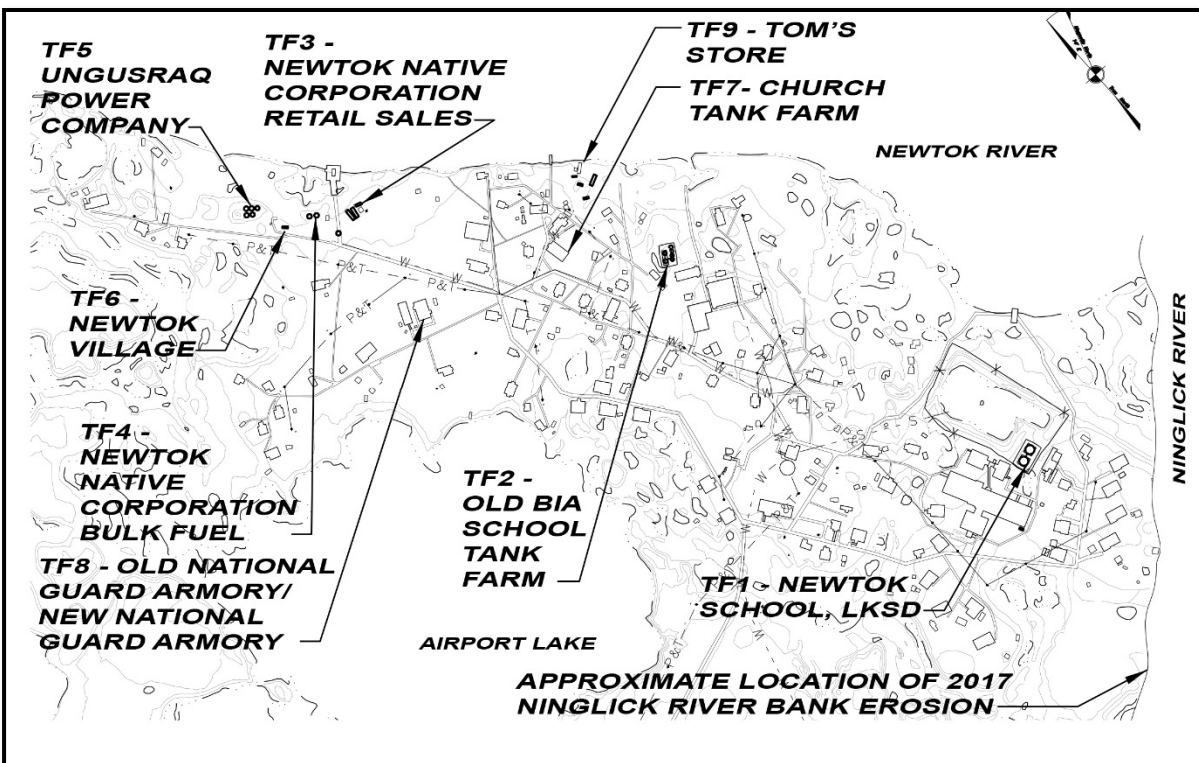 TF5
UNGUSRAQ
POWER
COMPANY
TF3 -
NEWTOK NATIVE
CORPORATION
RETAIL SALES
TF9 - TOM'S
STORE
TF7- CHURCH
TANK FARM
NEWTOK RIVER
NINGLICK RIVER
P&T
P&T
W
W
P&T
P&T
P&T
W
P&T
W
W
W
W
TF6 -
NEWTOK
VILLAGE
TF4 -
NEWTOK
NATIVE
CORPORATION
BULK FUEL
TF8 - OLD NATIONAL
GUARD ARMORY/
NEW NATIONAL
GUARD ARMORY
TF2 -
OLD BIA
SCHOOL
TANK
FARM
W
P&T
W
TF1 - NEWTOK
SCHOOL, LKSD
W
P&T
AIRPORT LAKE
APPROXIMATE LOCATION OF 2017
NINGLICK RIVER BANK EROSION